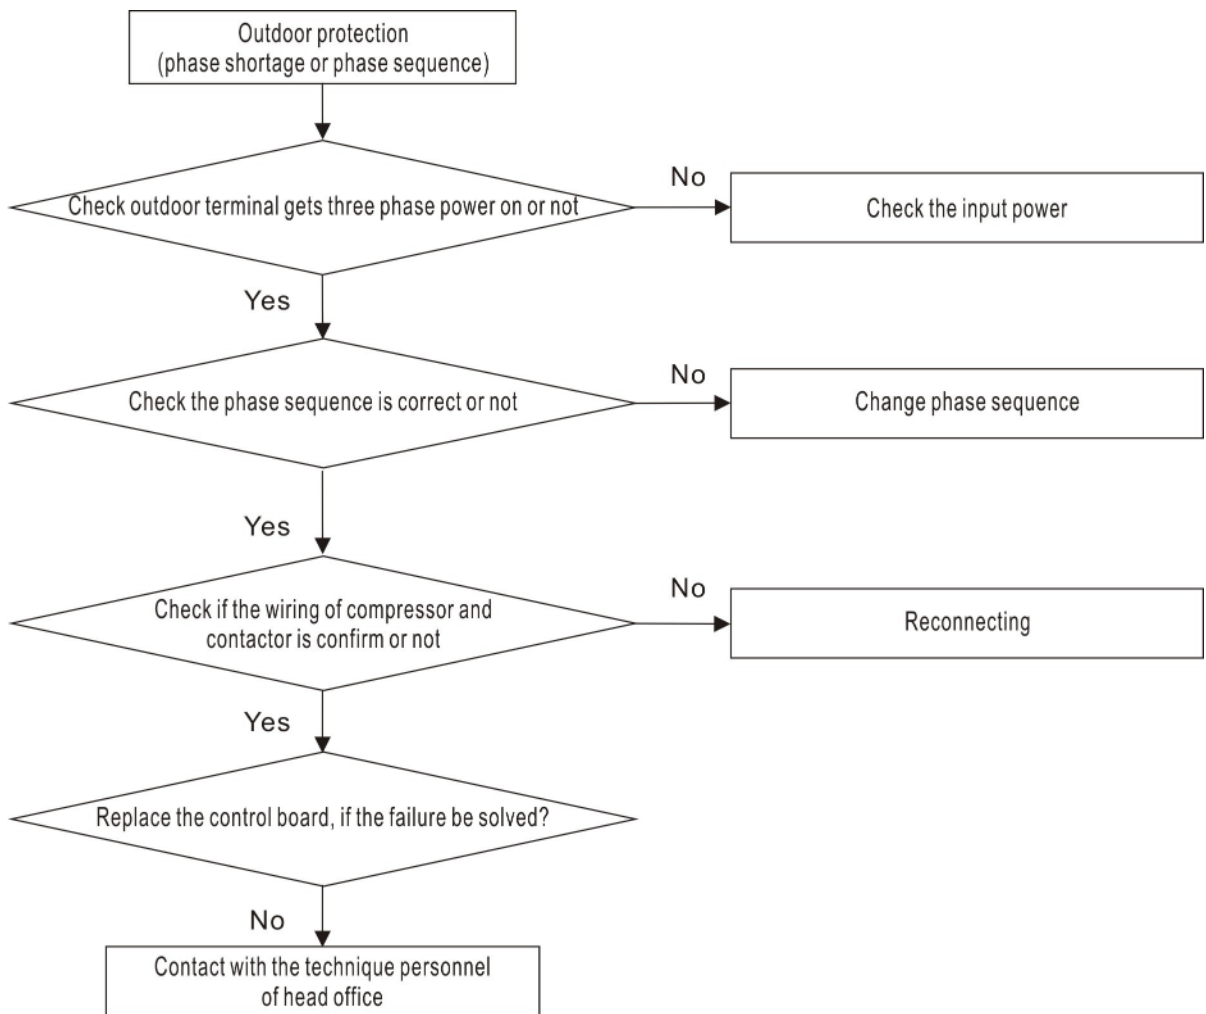 Outdoor protection
(phase shortage or phase sequence)
Check outdoor terminal gets three phase power on or not
No
Check the input power
Yes
Check the phase sequence is correct or not
No
Change phase sequence
Yes
Check if the wiring of compressor and
contactor is confirm or not
No
Reconnecting
Yes
Replace the control board, if the failure be solved?
No
Contact with the technique personnel
of head office